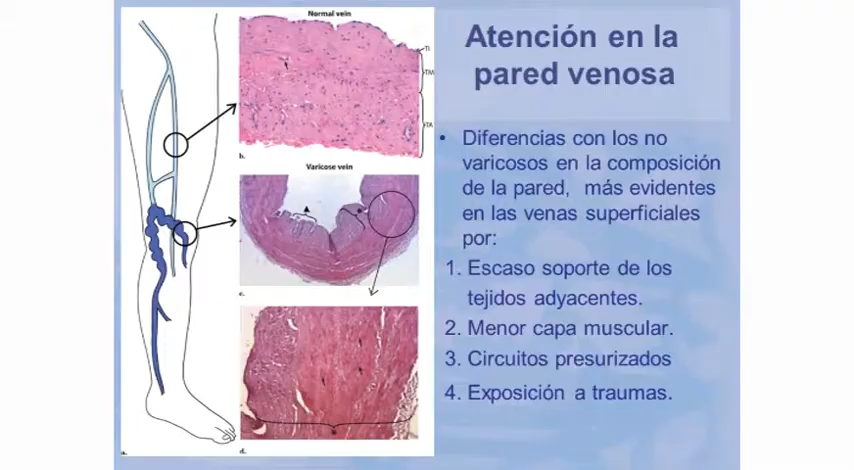 Normal vein
TI
TM
TA
b.
Varicose vein
c.
d.
a.
Atención en la
pared venosa
• Diferencias con los no
varicosos en la composición
de la pared, más evidentes
en las venas superficiales
por:
1. Escaso soporte de los
tejidos adyacentes.
2. Menor capa muscular.
3. Circuitos presurizados
4. Exposición a traumas.